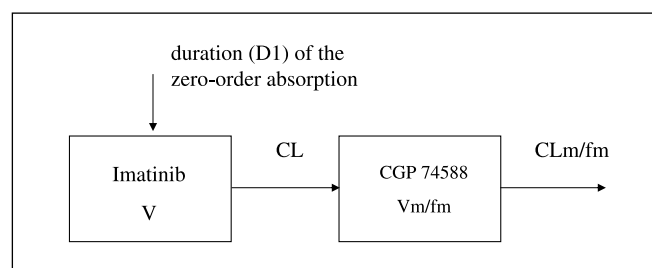 duration (D1) of the
zero-order absorption
CL
CLm/fm
Imatinib
V
CGP 74588
Vm/fm